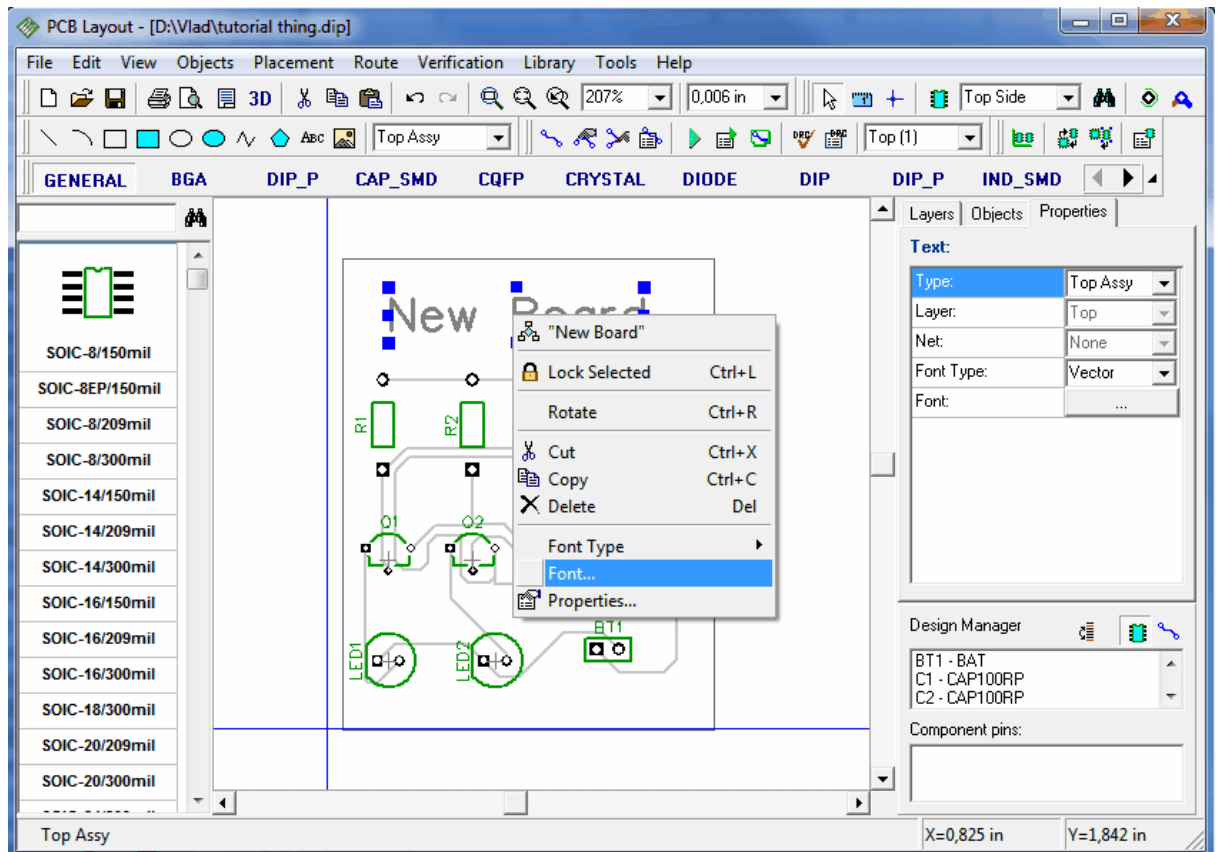 PCB Layout - [D:\Vlad\tutorial thing.dip]
File Edit View Objects Placement Route Verification Library Tools Help
3D 207% 0,006 in Top Side
ABC Top Assy DRC DRC Top (1)
GENERAL BGA DIP_P CAP_SMD CQFP CRYSTAL DIODE DIP DIP_P IND_SMD
SOIC-8/150mil
SOIC-8EP/150mil
SOIC-8/209mil
SOIC-8/300mil
SOIC-14/150mil
SOIC-14/209mil
SOIC-14/300mil
SOIC-16/150mil
SOIC-16/209mil
SOIC-16/300mil
SOIC-18/300mil
SOIC-20/209mil
SOIC-20/300mil
New Board
R1 R2
Q1 Q2
LED1 LED2 BT1
"New Board"
Lock Selected Ctrl+L
Rotate Ctrl+R
Cut Ctrl+X
Copy Ctrl+C
Delete Del
Font Type
Font...
Properties...
Layers Objects Properties
Text:
Type: Top Assy
Layer: Top
Net: None
Font Type: Vector
Font: ...
Design Manager
BT1 - BAT
C1 - CAP100RP
C2 - CAP100RP
Component pins:
Top Assy X=0,825 in Y=1,842 in